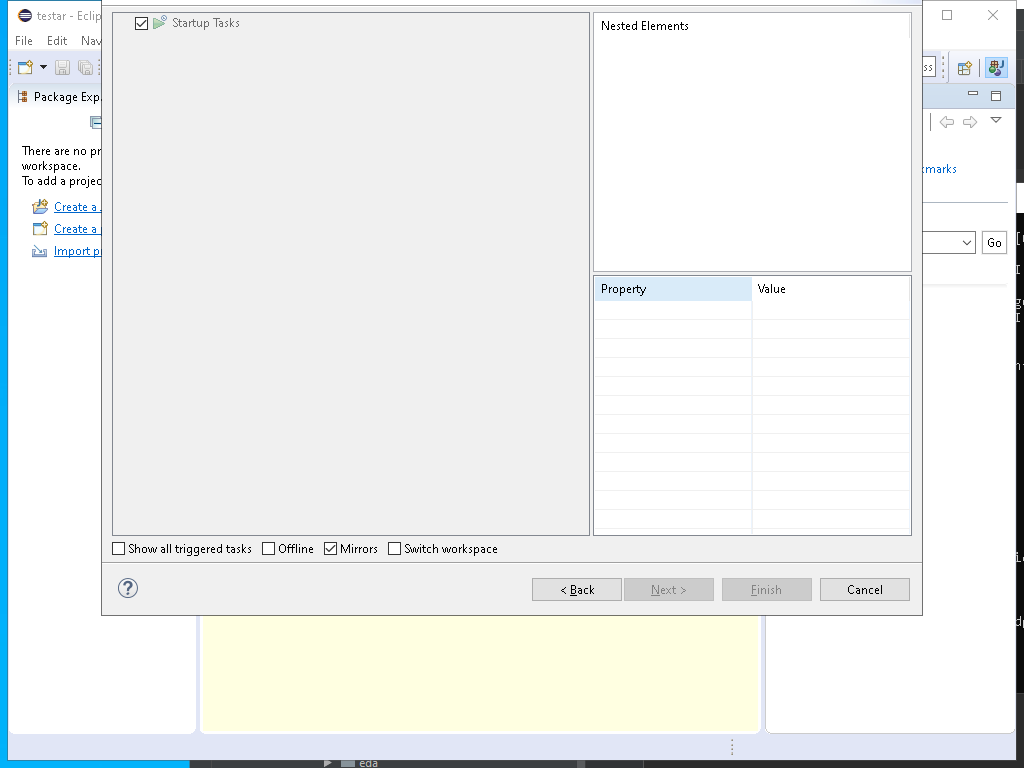 testar - Eclip
File Edit Nav
Package Exp
There are no pr
workspace.
To add a projec
Create a
Create a
Import p
Startup Tasks
Nested Elements
Property Value
Show all triggered tasks Offline Mirrors Switch workspace
? < Back Next > Finish Cancel
ss
kmarks
Go
eda